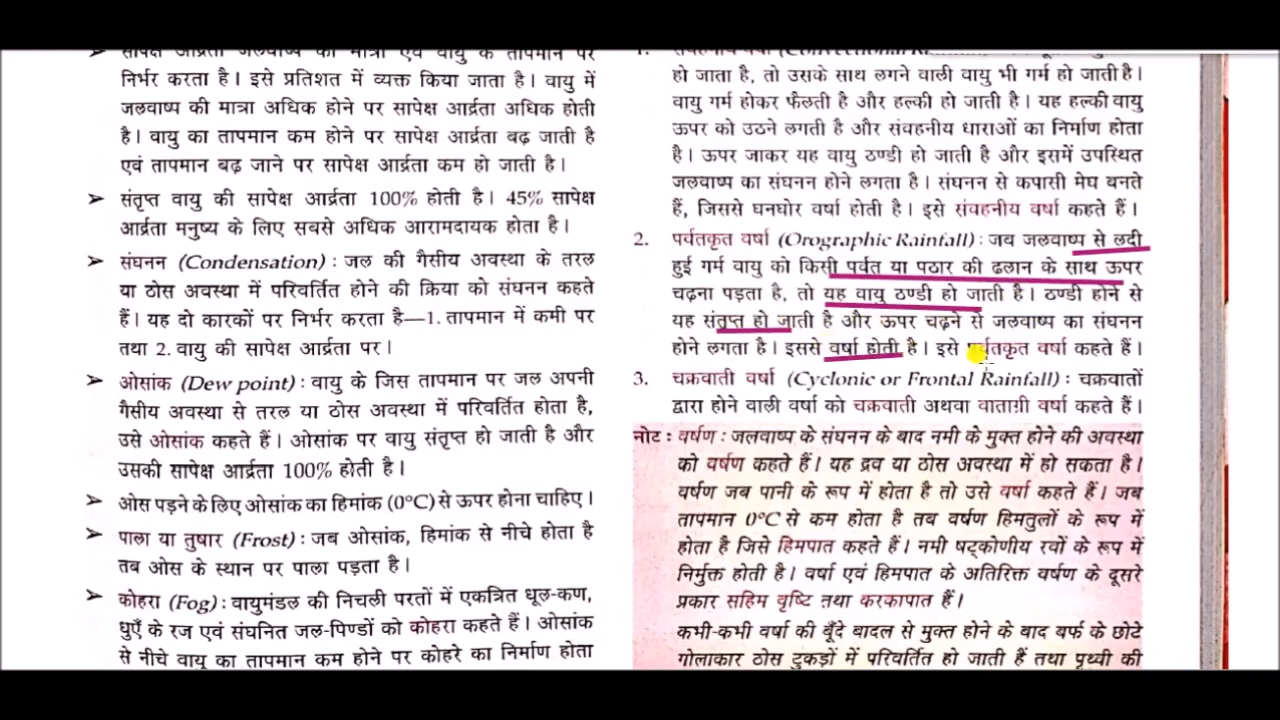 सापेक्ष आर्द्रता जलवाष्प की मात्रा एवं वायु के तापमान पर
निर्भर करता है। इसे प्रतिशत में व्यक्त किया जाता है। वायु में
जलवाष्प की मात्रा अधिक होने पर सापेक्ष आर्द्रता अधिक होती
है। वायु का तापमान कम होने पर सापेक्ष आर्द्रता बढ़ जाती है
एवं तापमान बढ़ जाने पर सापेक्ष आर्द्रता कम हो जाती है।
➢ संतृप्त वायु की सापेक्ष आर्द्रता 100% होती है। 45% सापेक्ष
आर्द्रता मनुष्य के लिए सबसे अधिक आरामदायक होता है।
➢ संघनन (Condensation) : जल की गैसीय अवस्था के तरल
या ठोस अवस्था में परिवर्तित होने की क्रिया को संघनन कहते
हैं। यह दो कारकों पर निर्भर करता है—1. तापमान में कमी पर
तथा 2. वायु की सापेक्ष आर्द्रता पर।
➢ ओसांक (Dew point) : वायु के जिस तापमान पर जल अपनी
गैसीय अवस्था से तरल या ठोस अवस्था में परिवर्तित होता है,
उसे ओसांक कहते हैं। ओसांक पर वायु संतृप्त हो जाती है और
उसकी सापेक्ष आर्द्रता 100% होती है।
➢ ओस पड़ने के लिए ओसांक का हिमांक (0°C) से ऊपर होना चाहिए।
➢ पाला या तुषार (Frost) : जब ओसांक, हिमांक से नीचे होता है
तब ओस के स्थान पर पाला पड़ता है।
➢ कोहरा (Fog) : वायुमंडल की निचली परतों में एकत्रित धूल-कण,
धुएँ के रज एवं संघनित जल-पिण्डों को कोहरा कहते हैं। ओसांक
से नीचे वायु का तापमान कम होने पर कोहरे का निर्माण होता
1. संवहनीय वर्षा (Convectional Rainfall)
हो जाता है, तो उसके साथ लगने वाली वायु भी गर्म हो जाती है।
वायु गर्म होकर फैलती है और हल्की हो जाती है। यह हल्की वायु
ऊपर को उठने लगती है और संवहनीय धाराओं का निर्माण होता
है। ऊपर जाकर यह वायु ठण्डी हो जाती है और इसमें उपस्थित
जलवाष्प का संघनन होने लगता है। संघनन से कपासी मेघ बनते
हैं, जिससे घनघोर वर्षा होती है। इसे संवहनीय वर्षा कहते हैं।
2. पर्वतकृत वर्षा (Orographic Rainfall) : जब जलवाष्प से लदी
हुई गर्म वायु को किसी पर्वत या पठार की ढलान के साथ ऊपर
चढ़ना पड़ता है, तो यह वायु ठण्डी हो जाती है। ठण्डी होने से
यह संतृप्त हो जाती है और ऊपर चढ़ने से जलवाष्प का संघनन
होने लगता है। इससे वर्षा होती है। इसे पर्वतकृत वर्षा कहते हैं।
3. चक्रवाती वर्षा (Cyclonic or Frontal Rainfall) : चक्रवातों
द्वारा होने वाली वर्षा को चक्रवाती अथवा वाताग्री वर्षा कहते हैं।
नोट : वर्षण : जलवाष्प के संघनन के बाद नमी के मुक्त होने की अवस्था
को वर्षण कहते हैं। यह द्रव या ठोस अवस्था में हो सकता है।
वर्षण जब पानी के रूप में होता है तो उसे वर्षा कहते हैं। जब
तापमान 0°C से कम होता है तब वर्षण हिमतुलों के रूप में
होता है जिसे हिमपात कहते हैं। नमी षट्कोणीय रवों के रूप में
निर्मुक्त होती है। वर्षा एवं हिमपात के अतिरिक्त वर्षण के दूसरे
प्रकार सहिम वृष्टि तथा करकापात हैं।
कभी-कभी वर्षा की बूँदे बादल से मुक्त होने के बाद बर्फ के छोटे
गोलाकार ठोस टुकड़ों में परिवर्तित हो जाती हैं तथा पृथ्वी की